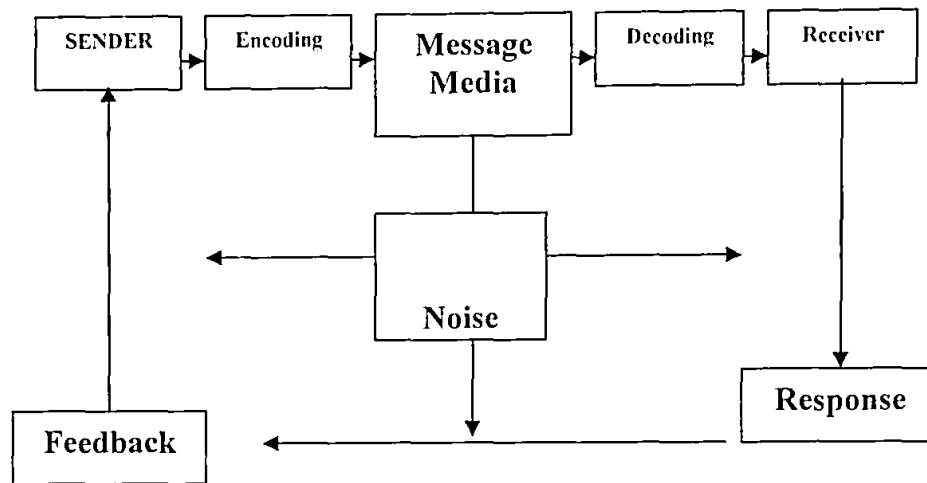 SENDER
Encoding
Message
Media
Decoding
Receiver
Noise
Response
Feedback